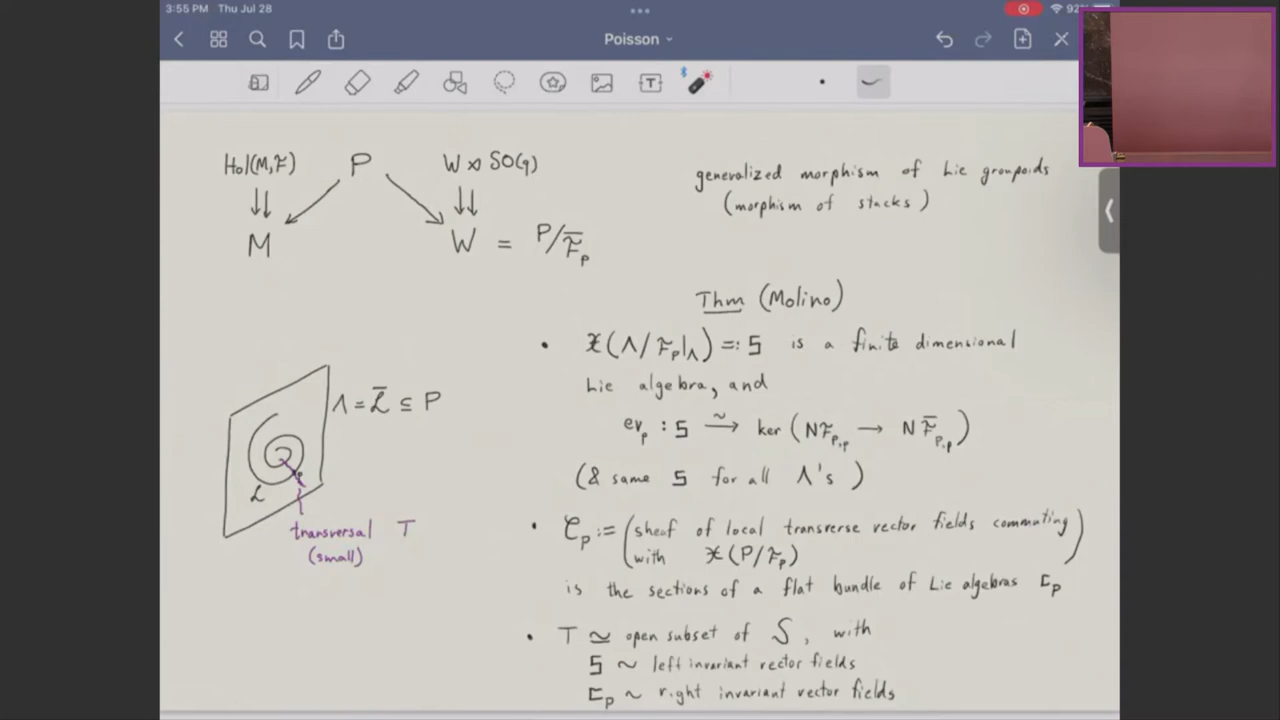 3:55 PM Thu Jul 28
92%
Poisson
Hol(M,F) P W ⋊ SO(q)
M W = P/F̄_P
generalized morphism of Lie groupoids
(morphism of stacks)
Thm (Molino)
• 𝔛(Λ/F_P|_Λ) =: 𝔤 is a finite dimensional
Lie algebra, and
ev_p : 𝔤 →~ ker (NF_{P,p} → NF̄_{P,p})
(& same 𝔤 for all Λ's)
Λ = L̄ ⊆ P
L
transversal T
(small)
• C_P := (sheaf of local transverse vector fields commuting
with 𝔛(P/F_P))
is the sections of a flat bundle of Lie algebras 𝔠_P
• T ≃ open subset of G, with
𝔤 ~ left invariant vector fields
𝔠_P ~ right invariant vector fields